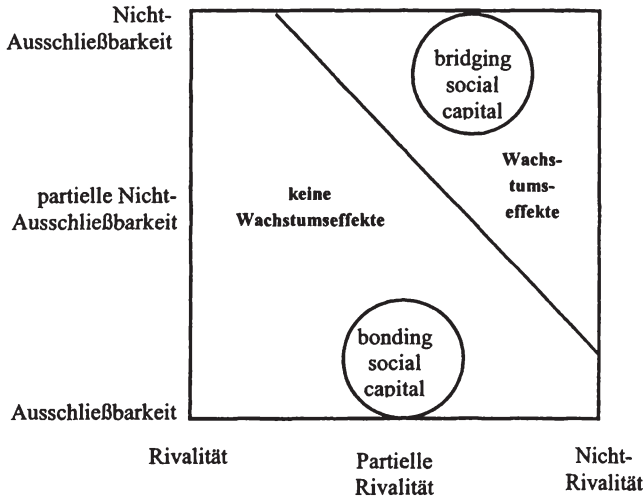 Nicht-
Ausschließbarkeit
bridging
social
capital
Wachs-
tums-
effekte
partielle Nicht-
Ausschließbarkeit
keine
Wachstumseffekte
bonding
social
capital
Ausschließbarkeit
Rivalität
Partielle
Rivalität
Nicht-
Rivalität